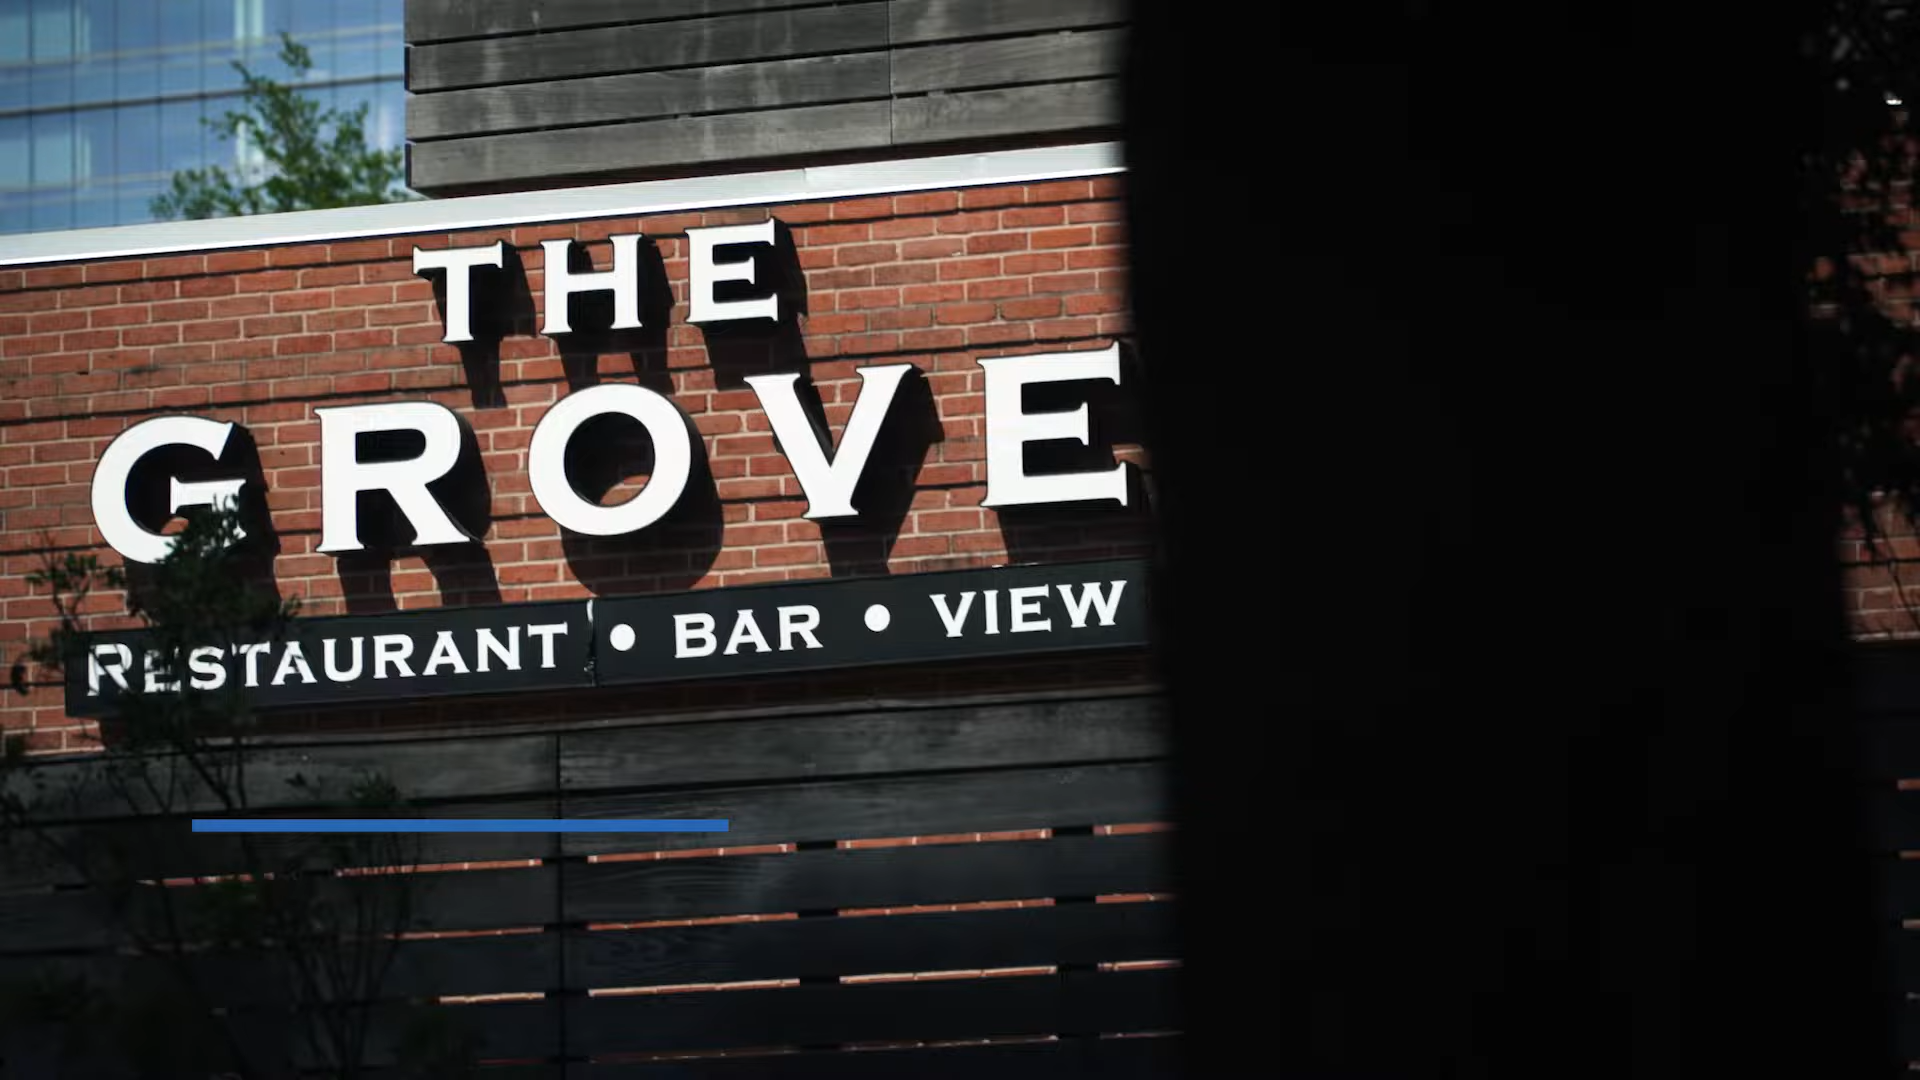 THE
GROVE
RESTAURANT • BAR • VIEW